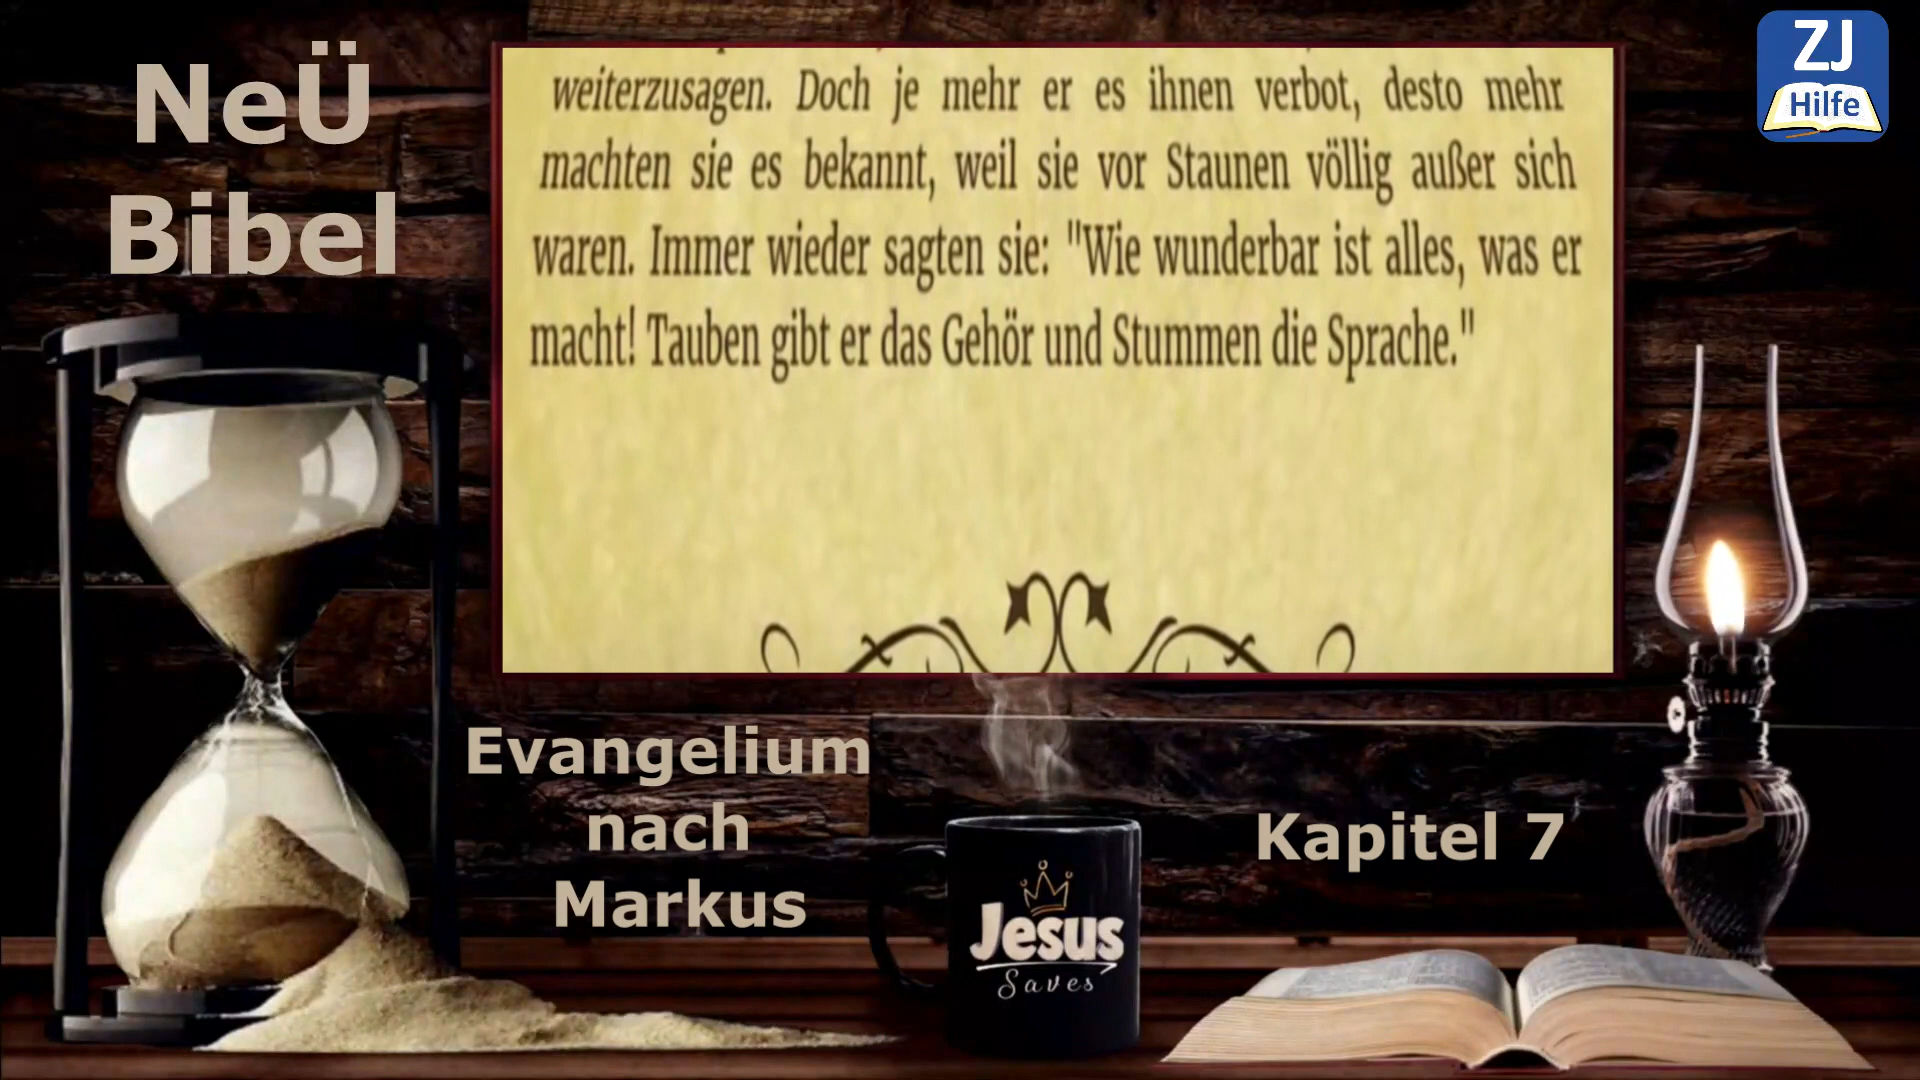 NeÜ
Bibel
weiterzusagen. Doch je mehr er es ihnen verbot, desto mehr
machten sie es bekannt, weil sie vor Staunen völlig außer sich
waren. Immer wieder sagten sie: "Wie wunderbar ist alles, was er
macht! Tauben gibt er das Gehör und Stummen die Sprache."
ZJ
Hilfe
Evangelium
nach
Markus
Kapitel 7
Jesus
Saves